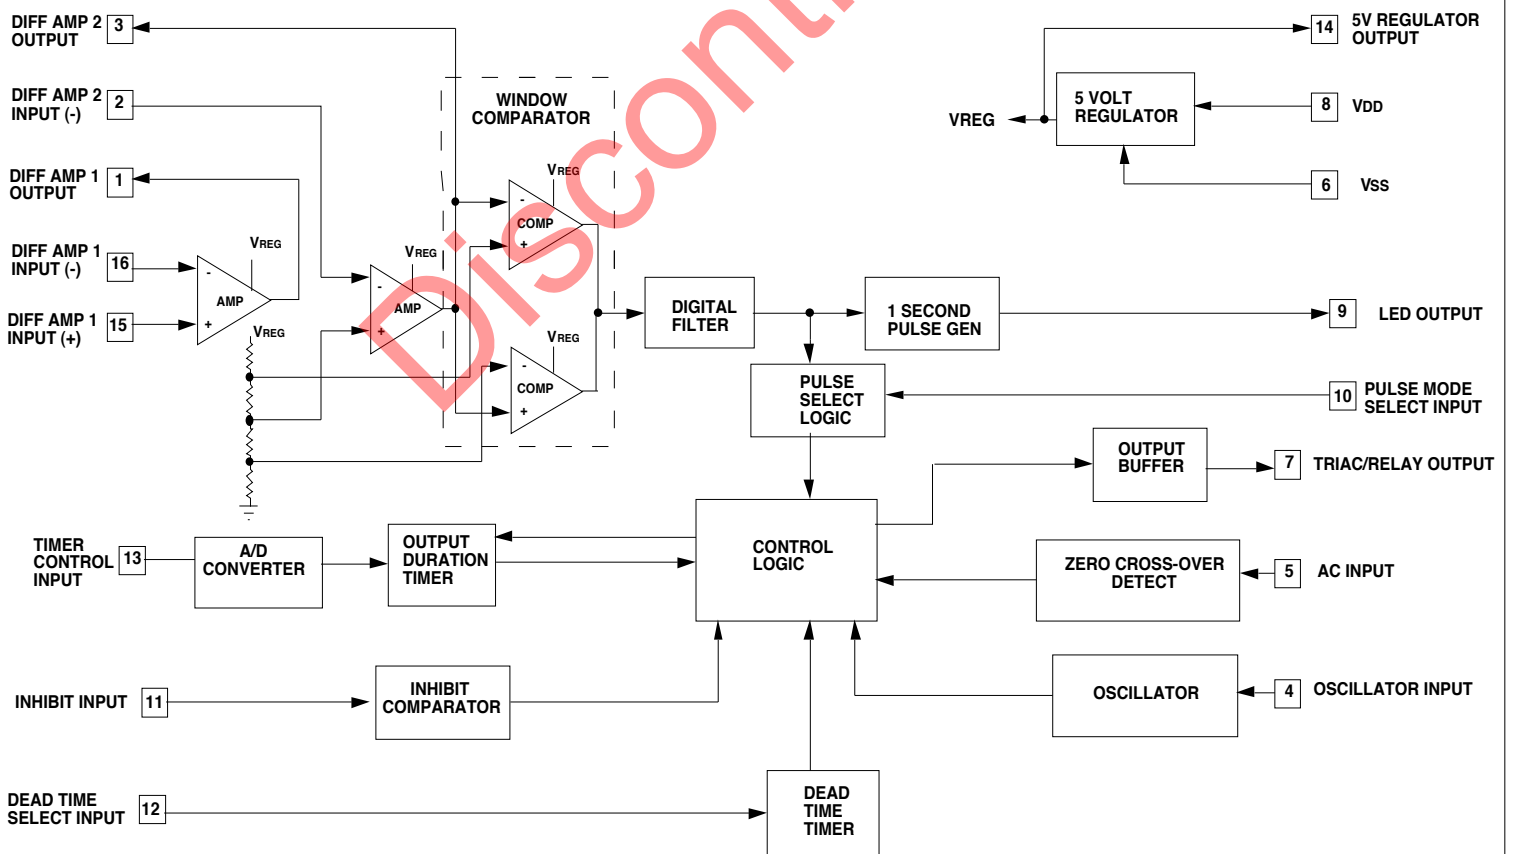 DIFF AMP 2
OUTPUT
3
DIFF AMP 2
INPUT (-)
2
DIFF AMP 1
OUTPUT
1
DIFF AMP 1
INPUT (-)
16
DIFF AMP 1
INPUT (+)
15
-
AMP
+
VREG
VREG
-
AMP
+
VREG
WINDOW
COMPARATOR
-
COMP
+
VREG
-
COMP
+
VREG
Discont
14
5V REGULATOR
OUTPUT
5 VOLT
REGULATOR
VREG
8
VDD
6
VSS
DIGITAL
FILTER
1 SECOND
PULSE GEN
9
LED OUTPUT
PULSE
SELECT
LOGIC
10
PULSE MODE
SELECT INPUT
OUTPUT
BUFFER
7
TRIAC/RELAY OUTPUT
TIMER
CONTROL
INPUT
13
A/D
CONVERTER
OUTPUT
DURATION
TIMER
CONTROL
LOGIC
ZERO CROSS-OVER
DETECT
5
AC INPUT
INHIBIT INPUT
11
INHIBIT
COMPARATOR
OSCILLATOR
4
OSCILLATOR INPUT
DEAD TIME
SELECT INPUT
12
DEAD
TIME
TIMER